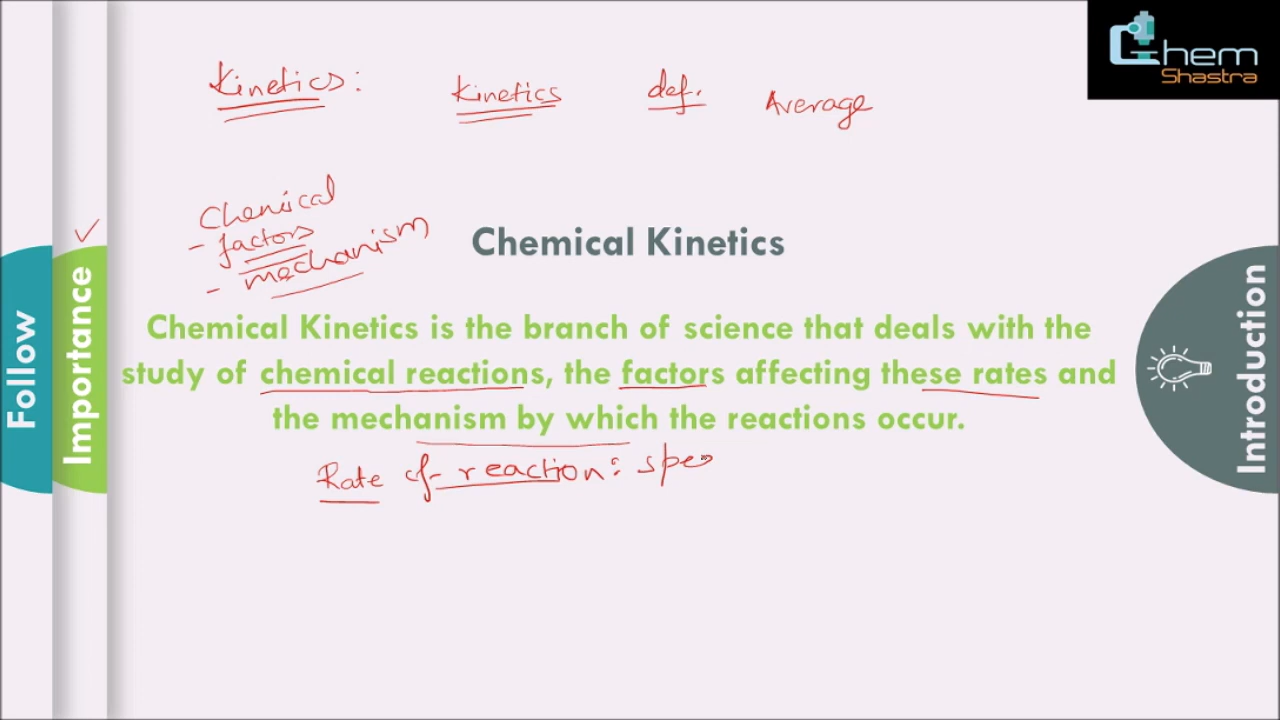 Chem
Shastra
Kinetics: Kinetics def. Average
Chemical
- factors
- mechanism
Chemical Kinetics
Chemical Kinetics is the branch of science that deals with the
study of chemical reactions, the factors affecting these rates and
the mechanism by which the reactions occur.
Rate of reaction: spe
Follow
Importance
Introduction